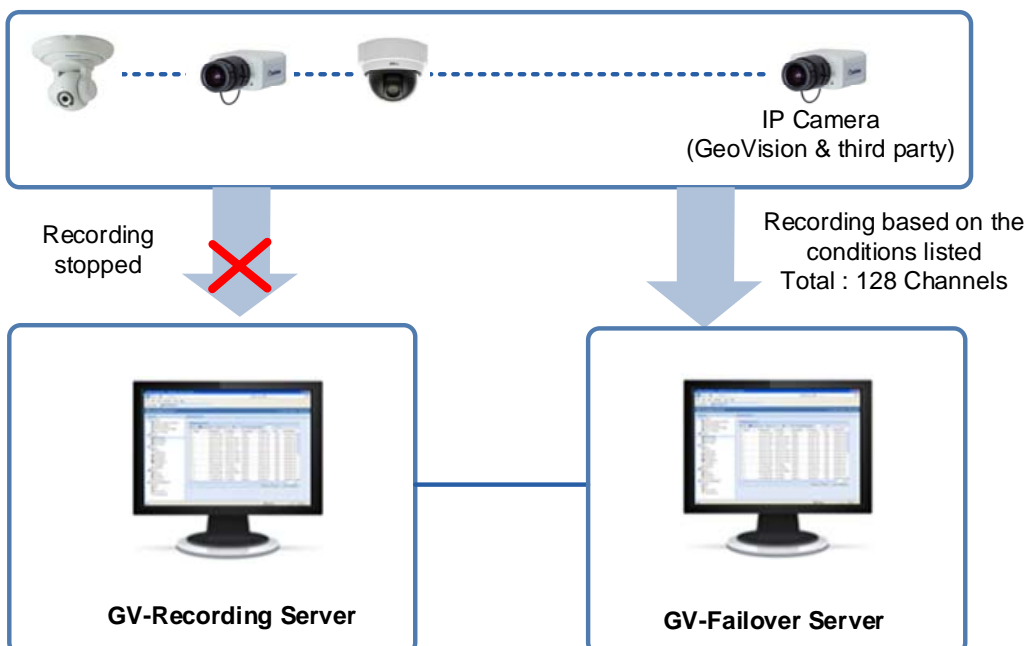 IP Camera
(GeoVision & third party)
Recording
stopped
Recording based on the
conditions listed
Total : 128 Channels
GV-Recording Server
GV-Failover Server